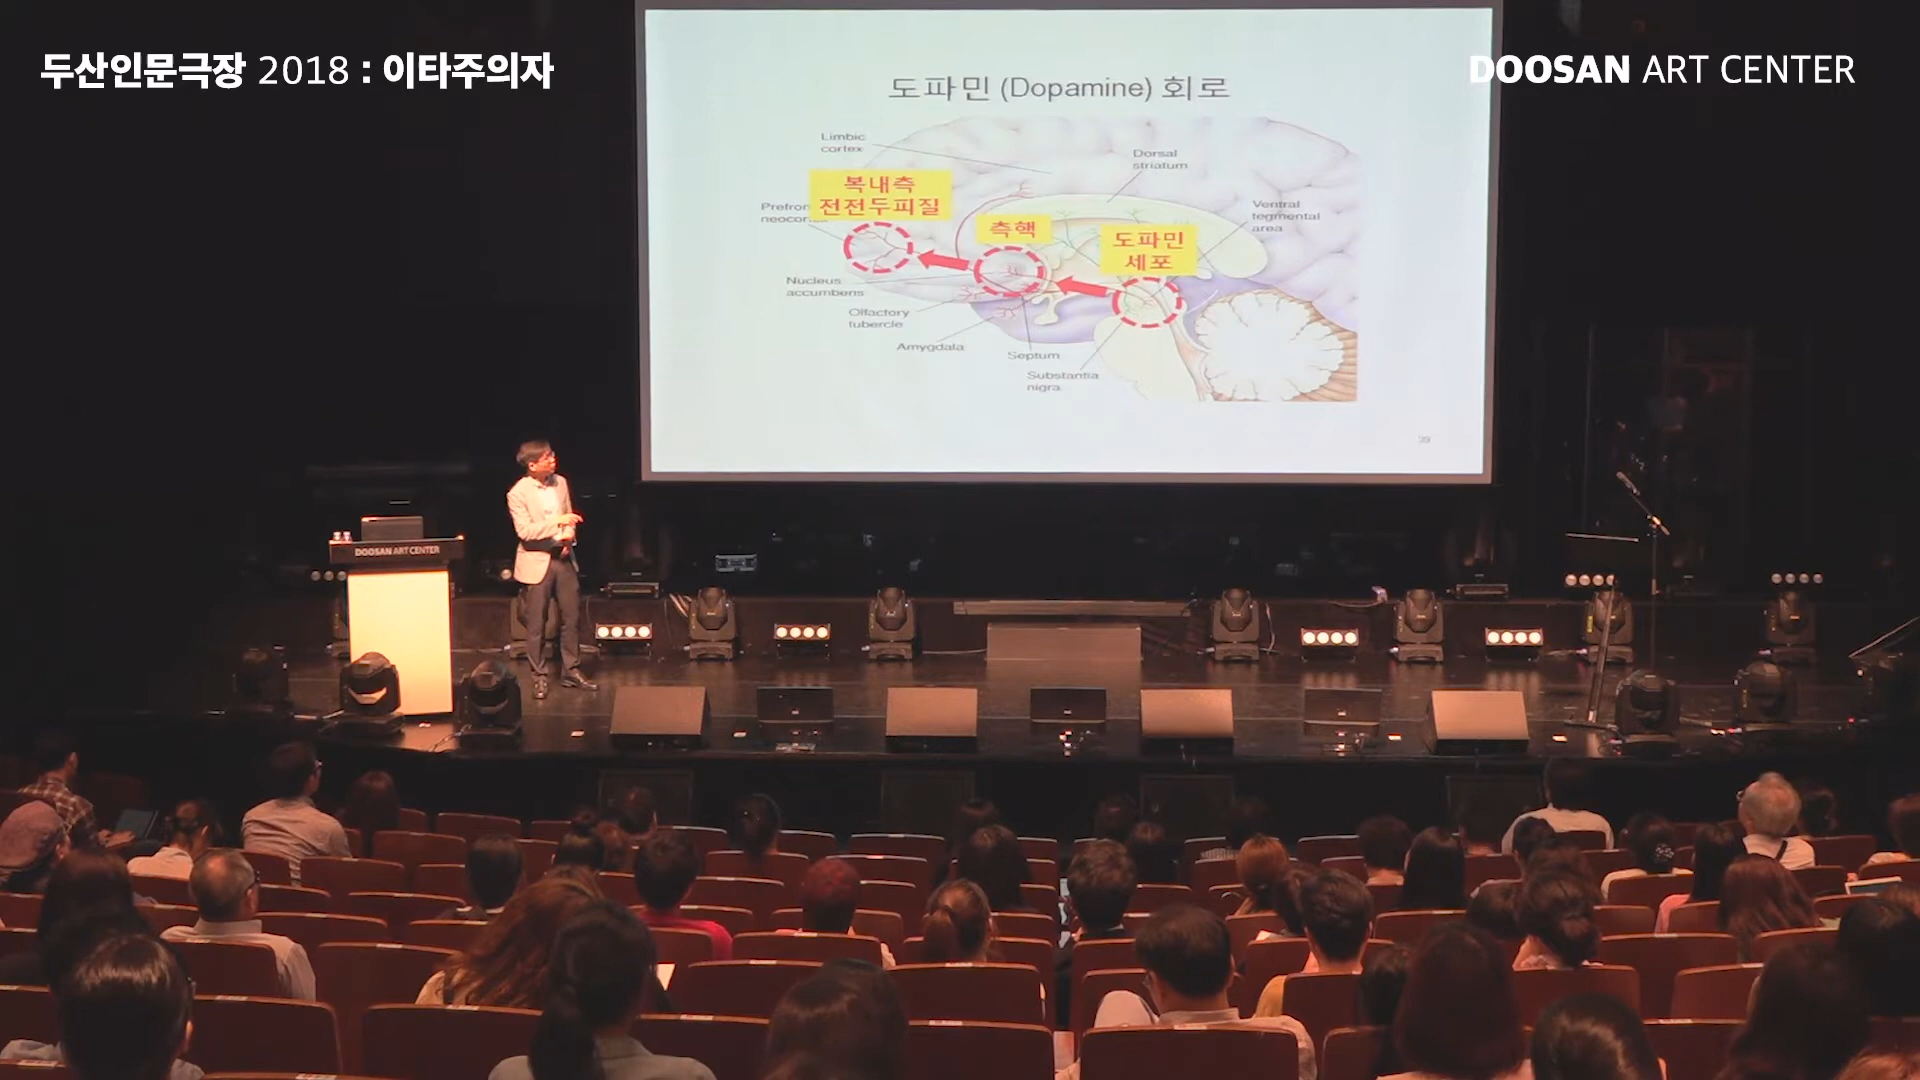 두산인문극장 2018 : 이타주의자
DOOSAN ART CENTER
도파민 (Dopamine) 회로
Limbic
cortex
Dorsal
striatum
복내측
전전두피질
Prefron
neocor
Ventral
tegmental
area
측핵
도파민
세포
Nucleus
accumbens
Olfactory
tubercle
Amygdala
Septum
Substantia
nigra
39
DOOSAN ART CENTER